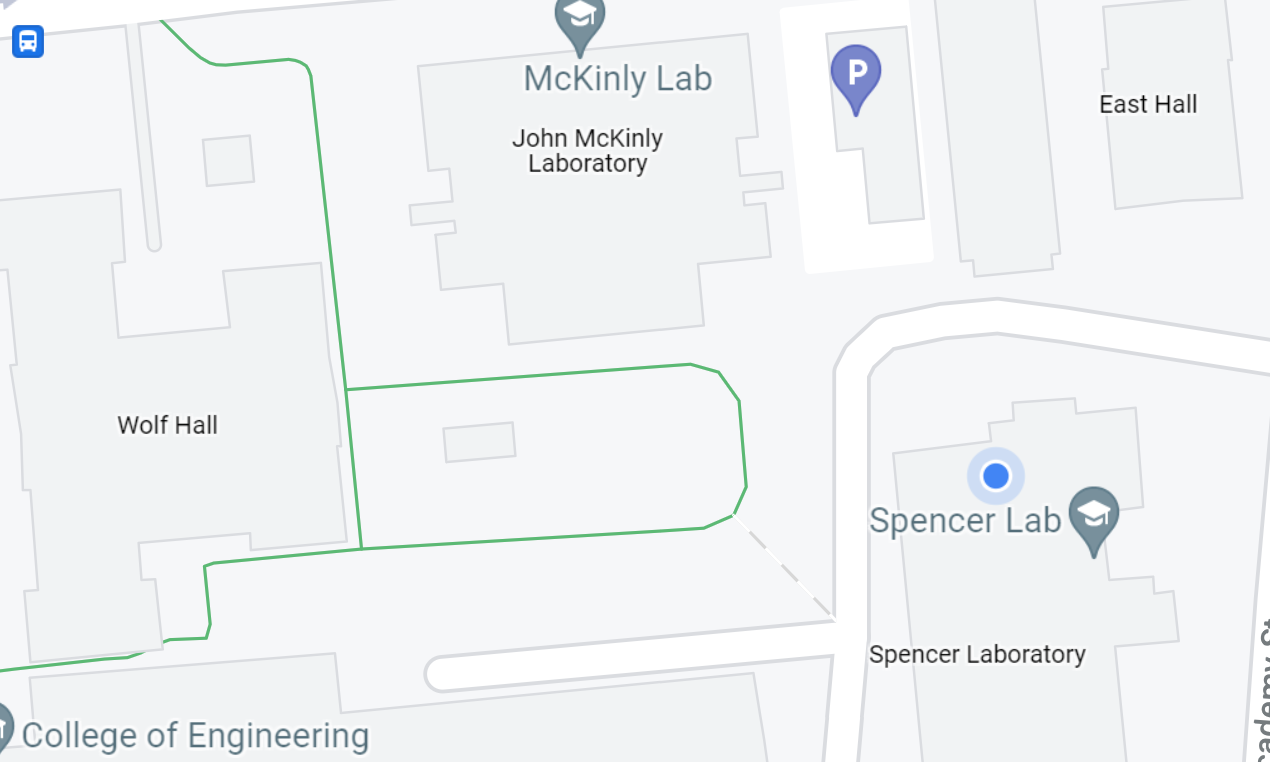 McKinly Lab
P
East Hall
John McKinly
Laboratory
Wolf Hall
Spencer Lab
Spencer Laboratory
College of Engineering